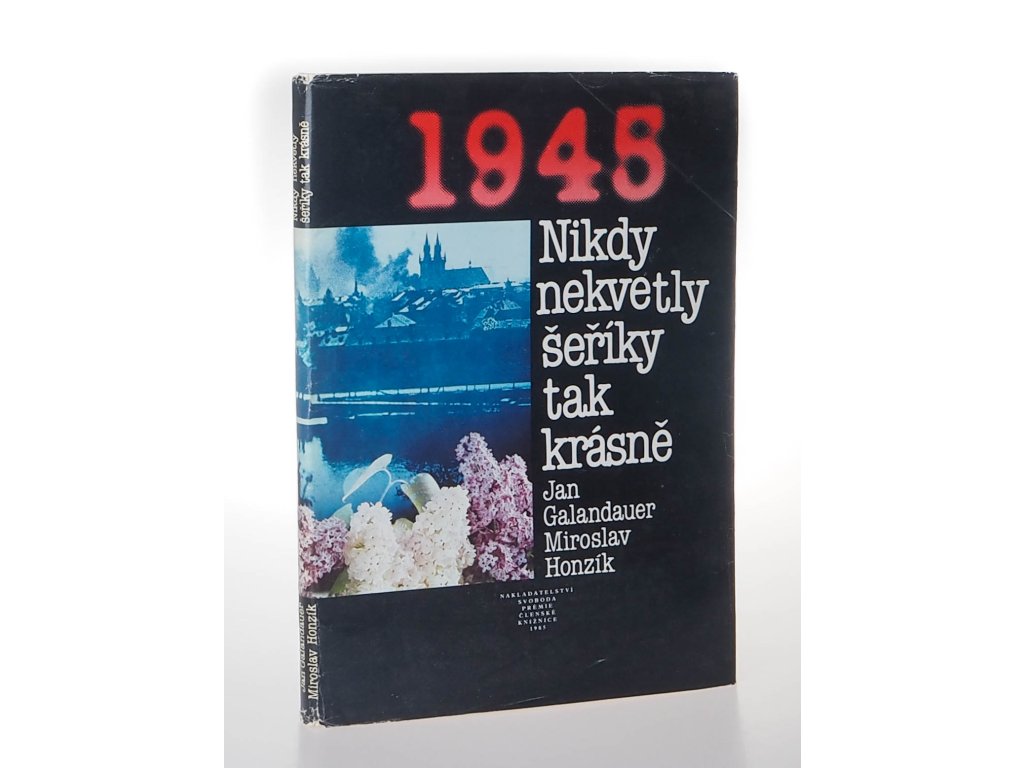 1945
Nikdy
nekvetly
šeříky
tak
krásně
Jan
Galandauer
Miroslav
Honzík
NAKLADATELSTVÍ
SVOBODA
PRÉMIE
ČLENSKÉ
KNIŽNICE
1985
Nikdy nekvetly
šeříky tak krásně
Jan Galandauer
Miroslav Honzík